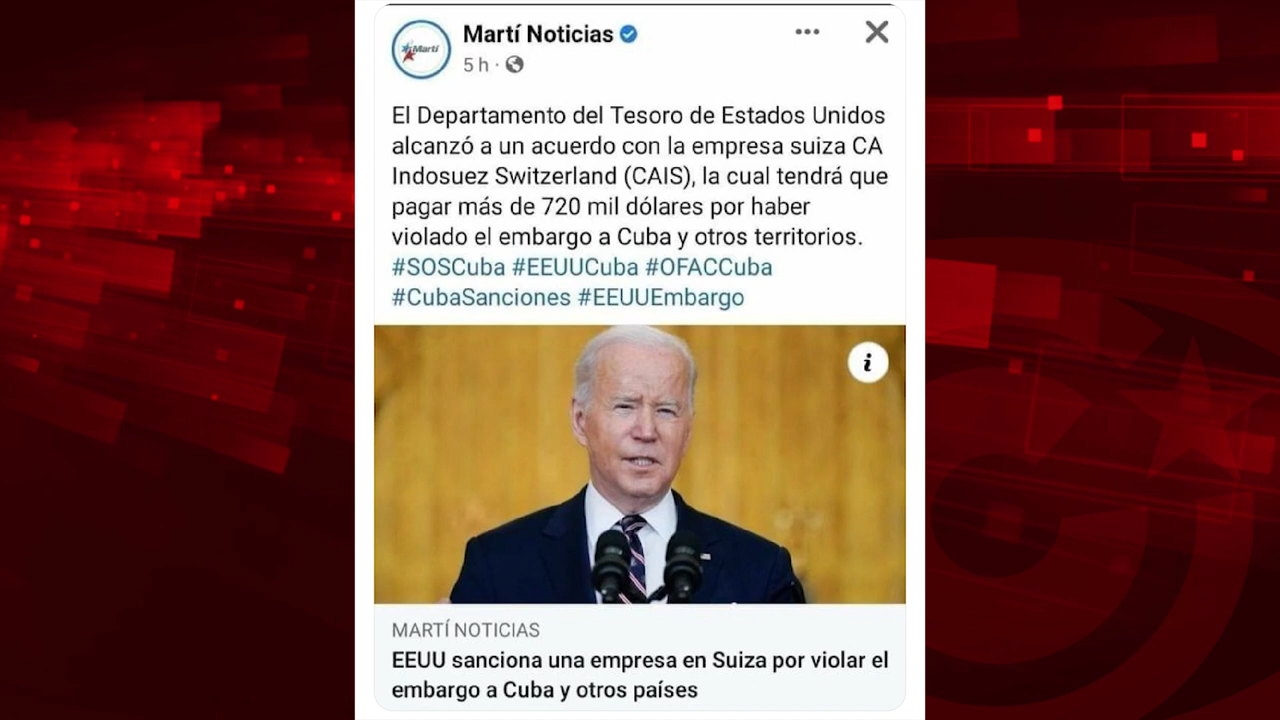 Martí
Martí Noticias
5 h ·
El Departamento del Tesoro de Estados Unidos
alcanzó a un acuerdo con la empresa suiza CA
Indosuez Switzerland (CAIS), la cual tendrá que
pagar más de 720 mil dólares por haber
violado el embargo a Cuba y otros territorios.
#SOSCuba #EEUUCuba #OFACCuba
#CubaSanciones #EEUUEmbargo
i
MARTÍ NOTICIAS
EEUU sanciona una empresa en Suiza por violar el
embargo a Cuba y otros países